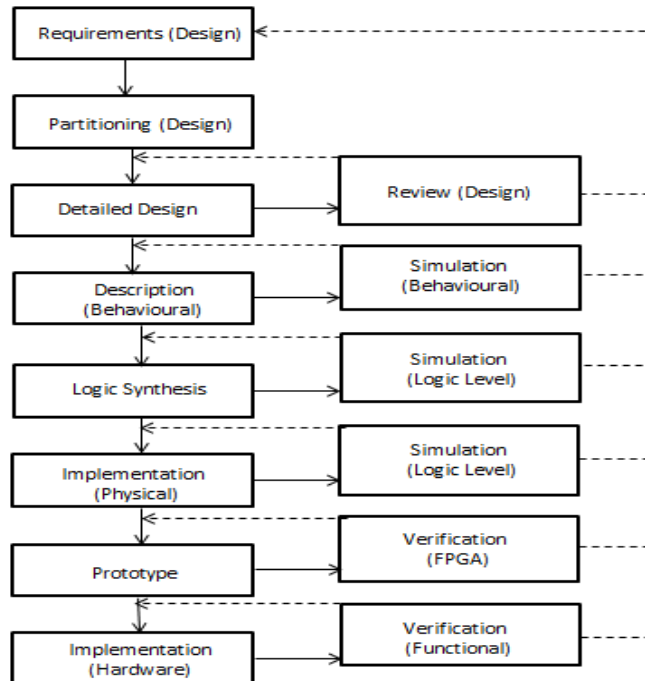 Requirements (Design)
Partitioning (Design)
Detailed Design
Review (Design)
Description
(Behavioural)
Simulation
(Behavioural)
Logic Synthesis
Simulation
(Logic Level)
Implementation
(Physical)
Simulation
(Logic Level)
Prototype
Verification
(FPGA)
Implementation
(Hardware)
Verification
(Functional)